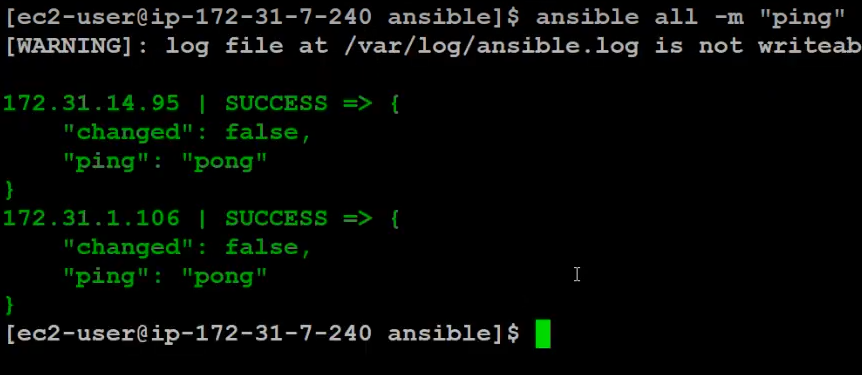 [ec2-user@ip-172-31-7-240 ansible]$ ansible all -m "ping"
[WARNING]: log file at /var/log/ansible.log is not writeab
172.31.14.95 | SUCCESS => {
    "changed": false,
    "ping": "pong"
}
172.31.1.106 | SUCCESS => {
    "changed": false,
    "ping": "pong"
}
[ec2-user@ip-172-31-7-240 ansible]$